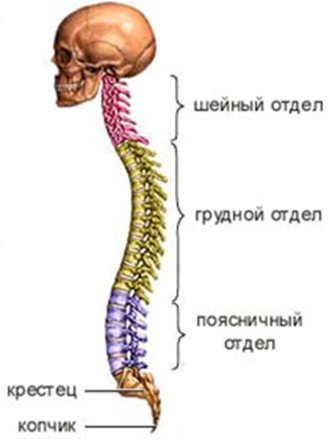 шейный отдел
грудной отдел
поясничный
отдел
крестец
копчик